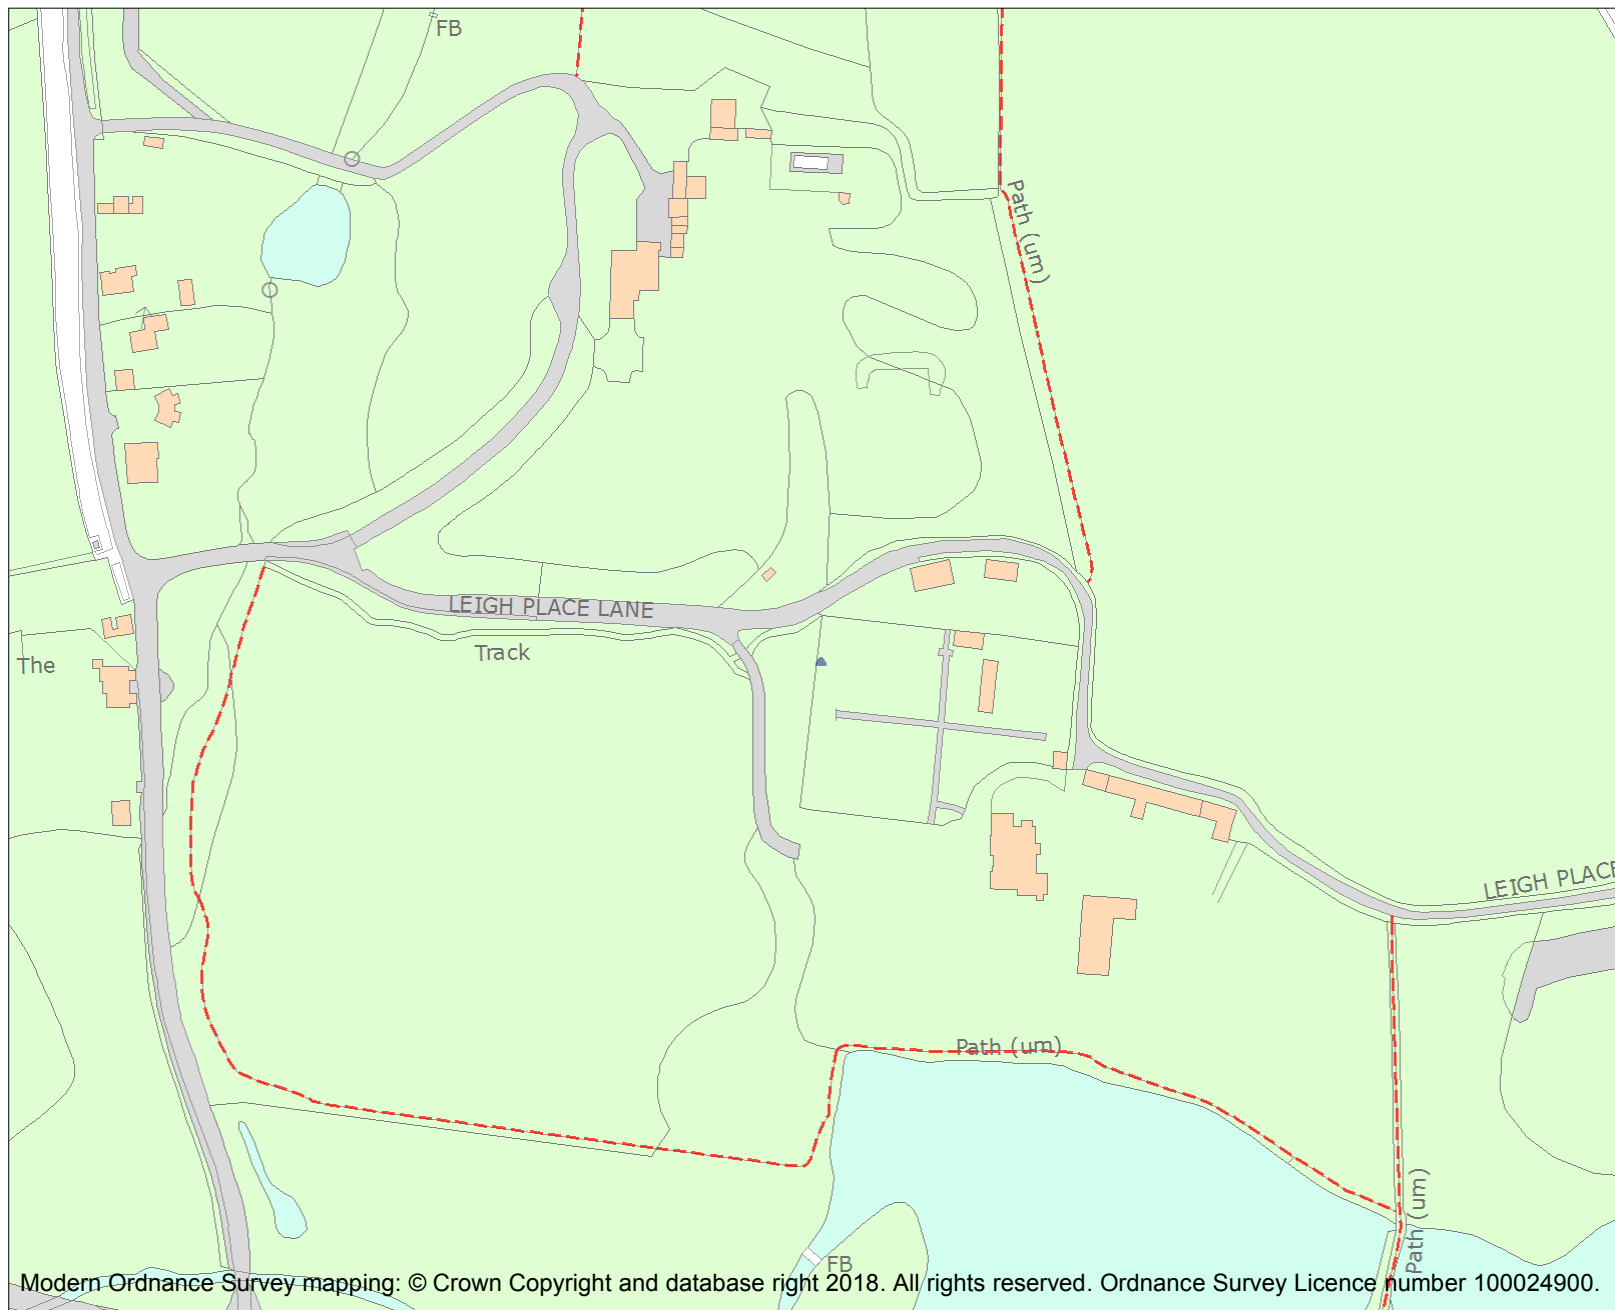 FB
Path (um)
LEIGH PLACE LANE
Track
The
LEIGH PLACE
Path (um)
Path (um)
FB
Modern Ordnance Survey mapping: © Crown Copyright and database right 2018. All rights reserved. Ordnance Survey Licence number 100024900.